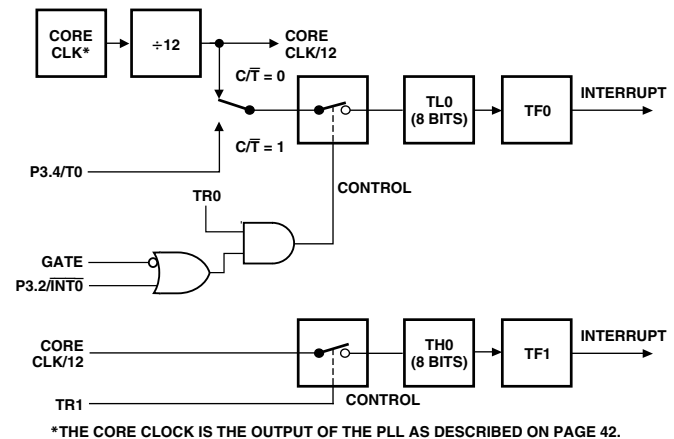 CORE CLK*
÷12
CORE CLK/12
C/T̅ = 0
C/T̅ = 1
TL0 (8 BITS)
TF0
INTERRUPT
P3.4/T0
CONTROL
TR0
GATE
P3.2/I̅N̅T̅0̅
CORE CLK/12
TH0 (8 BITS)
TF1
INTERRUPT
TR1
CONTROL
*THE CORE CLOCK IS THE OUTPUT OF THE PLL AS DESCRIBED ON PAGE 42.